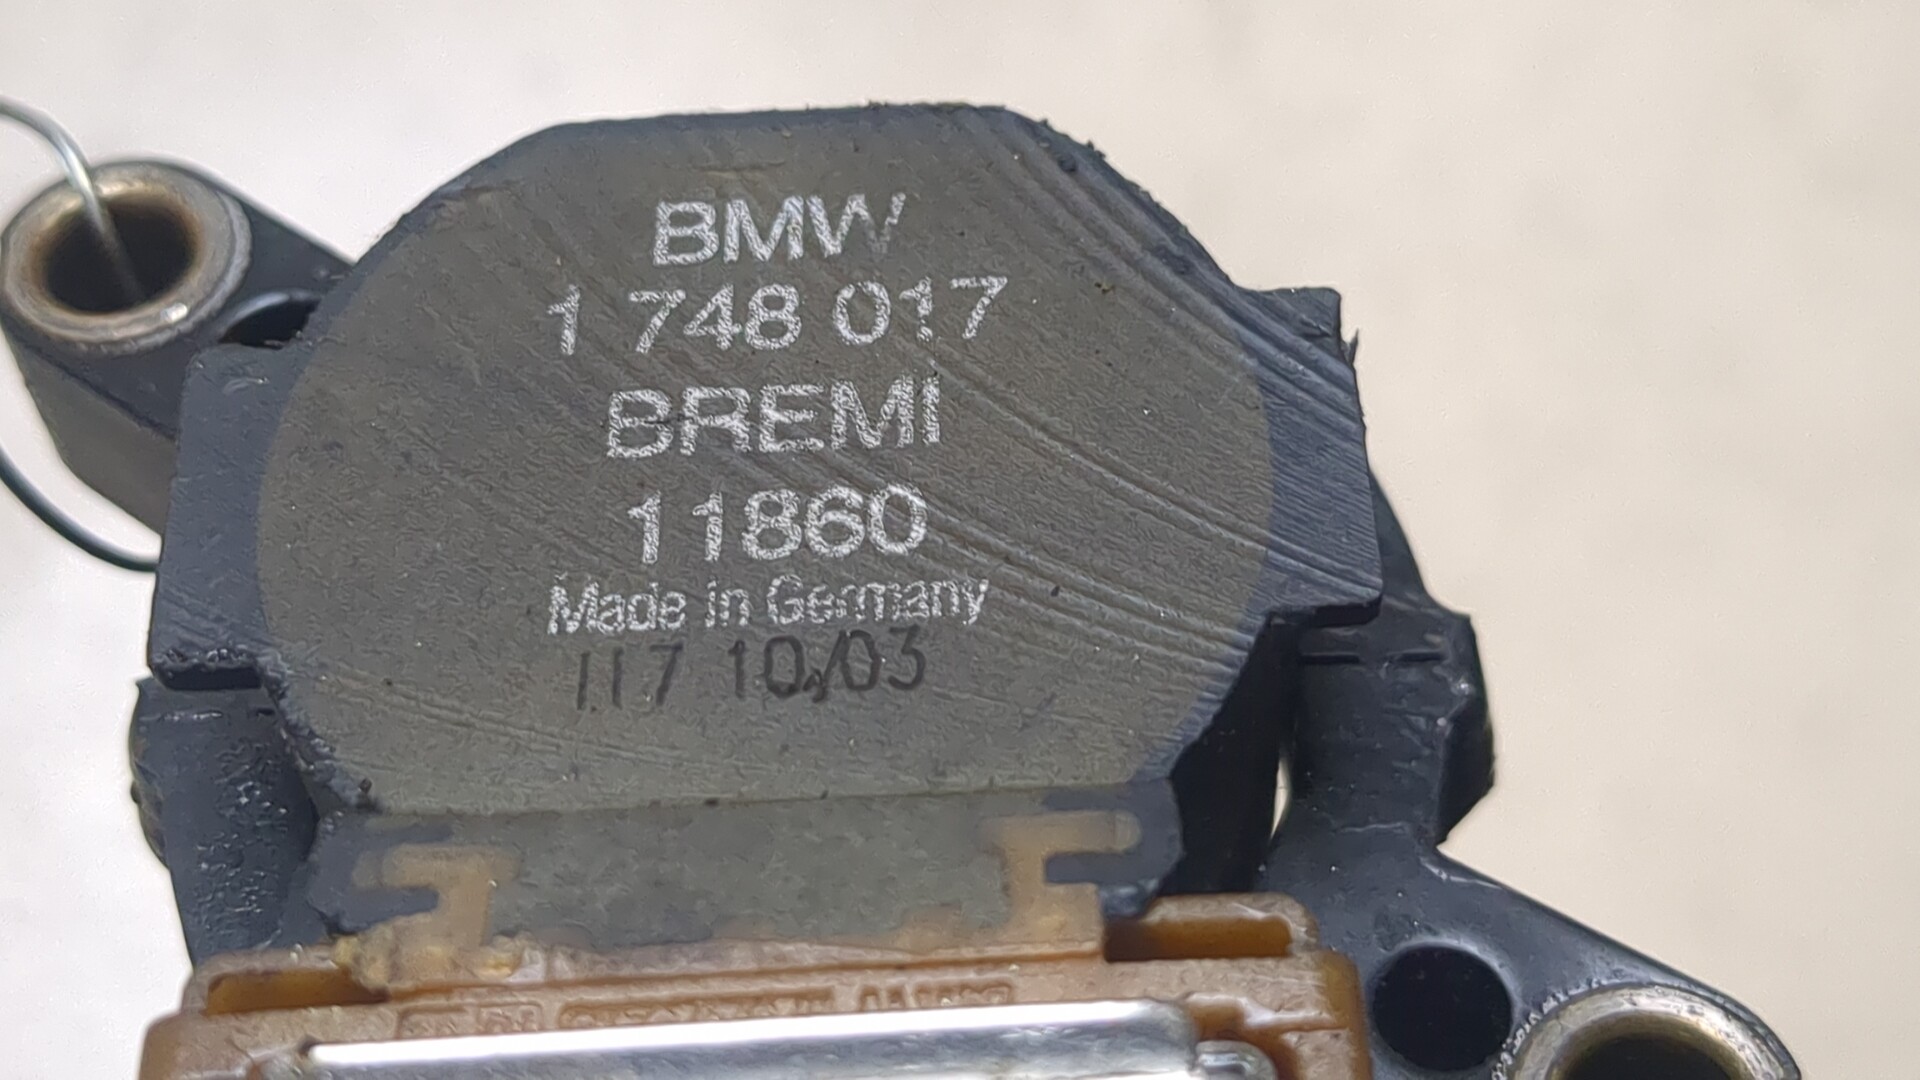 BMW
1 748 017
BREMI
11860
Made in Germany
117 10/03